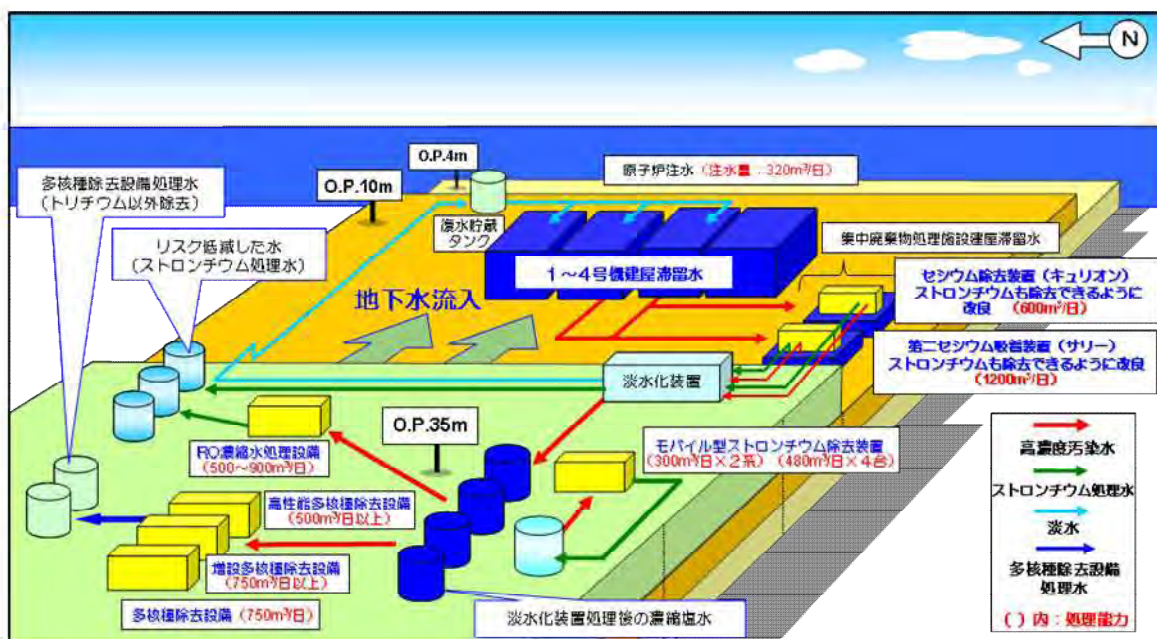 N
O.P.4m
O.P.10m
原子炉注水（注水量：320m³/日）
多核種除去設備処理水
（トリチウム以外除去）
廃水貯蔵
タンク
集中廃棄物処理施設建屋滞留水
リスク低減した水
（ストロンチウム処理水）
1～4号機建屋滞留水
セシウム除去装置（キュリオン）
ストロンチウムも除去できるように
改良 （600m³/日）
地下水流入
第二セシウム吸着装置（サリー）
ストロンチウムも除去できるように改良
（1200m³/日）
淡水化装置
O.P.35m
RO濃縮水処理設備
（500～900m³/日）
モバイル型ストロンチウム除去装置
（300m³/日×2系）（480m³/日×4台）
高濃度汚染水
ストロンチウム処理水
淡水
多核種除去設備
処理水
（ ）内：処理能力
高性能多核種除去設備
（500m³/日以上）
増設多核種除去設備
（750m³/日以上）
多核種除去設備（750m³/日）
淡水化装置処理後の濃縮塩水